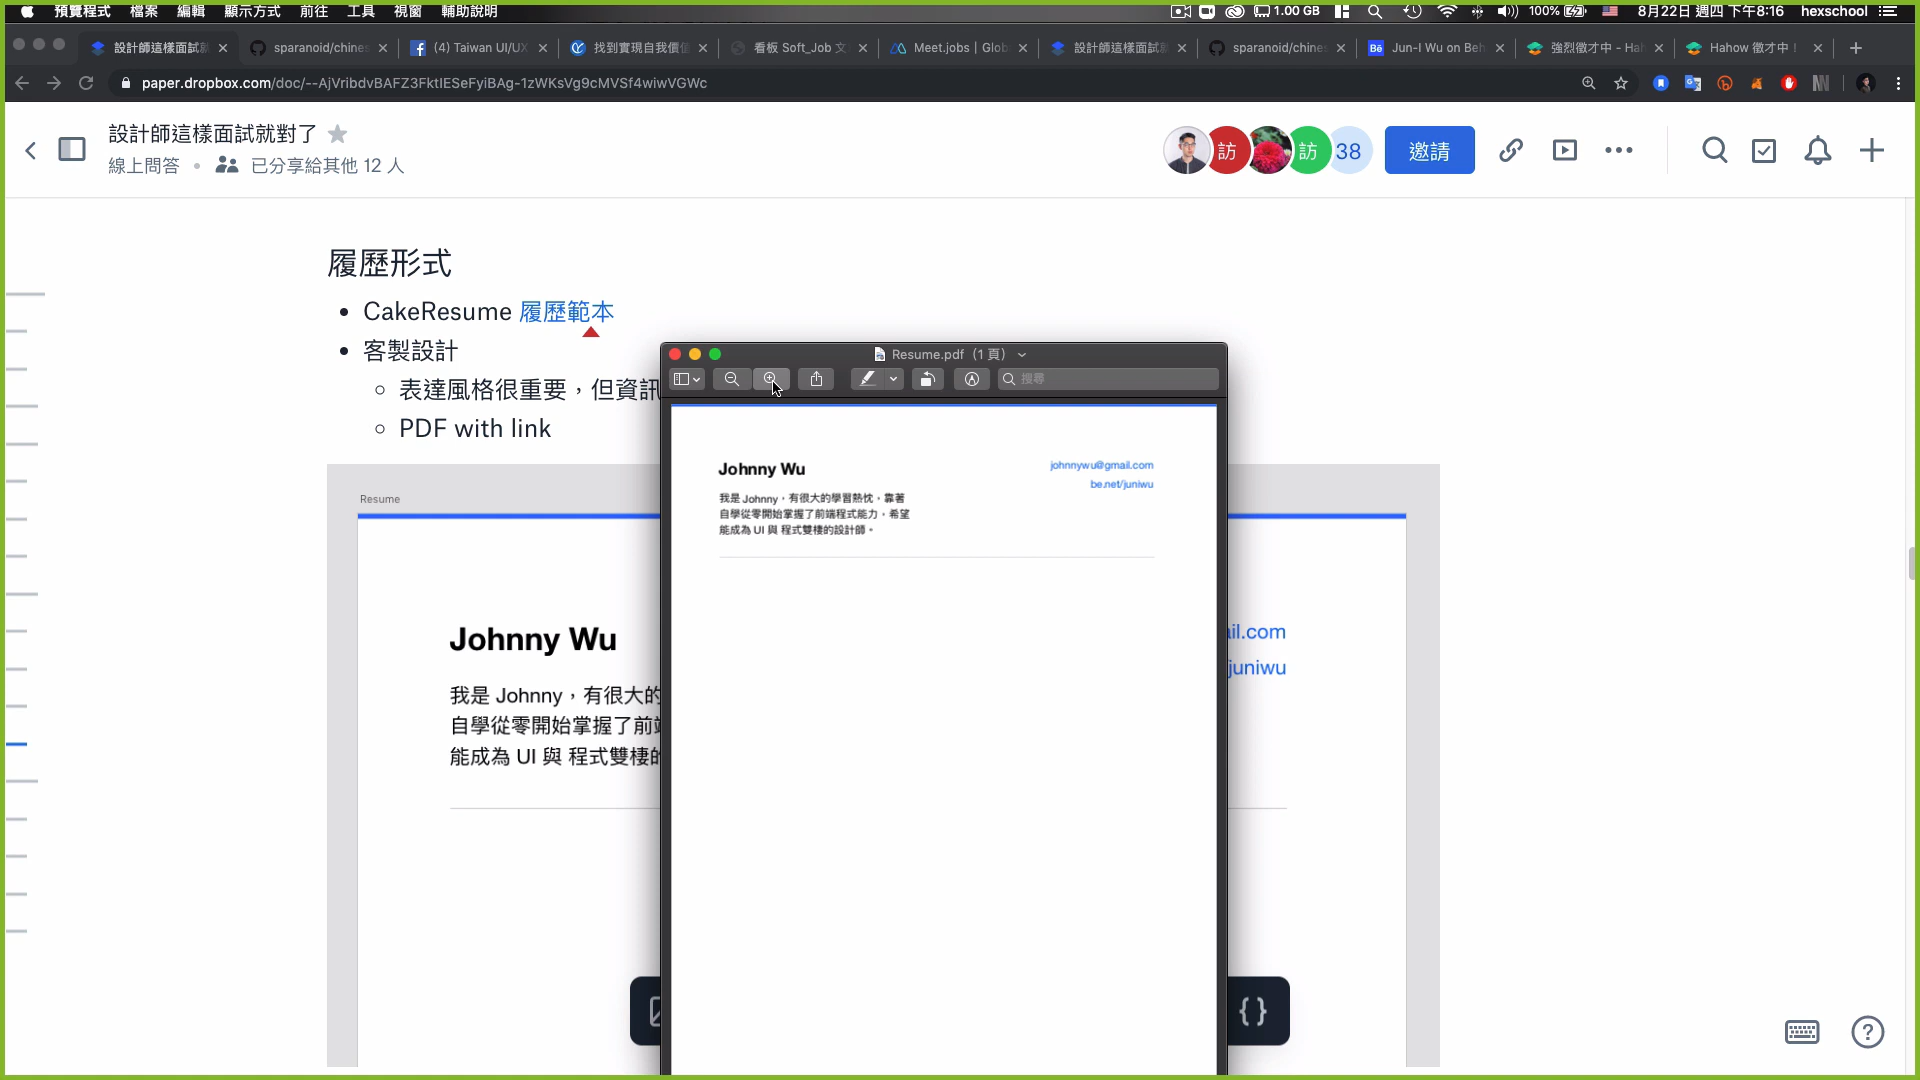 預覽程式 檔案 編輯 顯示方式 前往 工具 視窗 輔助說明 1.00 GB 100% 8月22日 週四 下午8:16 hexschool
設計師這樣面試就 sparanoid/chines (4) Taiwan UI/UX 找到實現自我價值 看板 Soft_Job 文 Meet.jobs | Glob 設計師這樣面試就 sparanoid/chines Bē Jun-I Wu on Beh 強烈徵才中 - Hah Hahow 徵才中！
paper.dropbox.com/doc/--AjVribdvBAFZ3FktIESeFyiBAg-1zWKsVg9cMVSf4wiwVGWc
設計師這樣面試就對了
線上問答 • 已分享給其他 12 人
訪 訪 38 邀請
履歷形式
CakeResume 履歷範本
客製設計
表達風格很重要，但資訊
PDF with link
Resume.pdf（1 頁）
搜尋
Johnny Wu
johnnywu@gmail.com
be.net/juniwu
我是 Johnny，有很大的學習熱忱，靠著
自學從零開始掌握了前端程式能力，希望
能成為 UI 與 程式雙棲的設計師。
Resume
Johnny Wu
il.com
juniwu
我是 Johnny，有很大的
自學從零開始掌握了前端
能成為 UI 與 程式雙棲的
{}